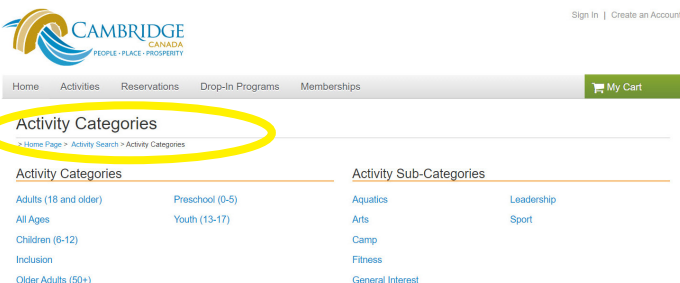 Sign In | Create an Account
CAMBRIDGE
CANADA
PEOPLE - PLACE - PROSPERITY
Home Activities Reservations Drop-In Programs Memberships My Cart
Activity Categories
> Home Page > Activity Search > Activity Categories
Activity Categories
Adults (18 and older) Preschool (0-5)
All Ages Youth (13-17)
Children (6-12)
Inclusion
Older Adults (50+)
Activity Sub-Categories
Aquatics Leadership
Arts Sport
Camp
Fitness
General Interest